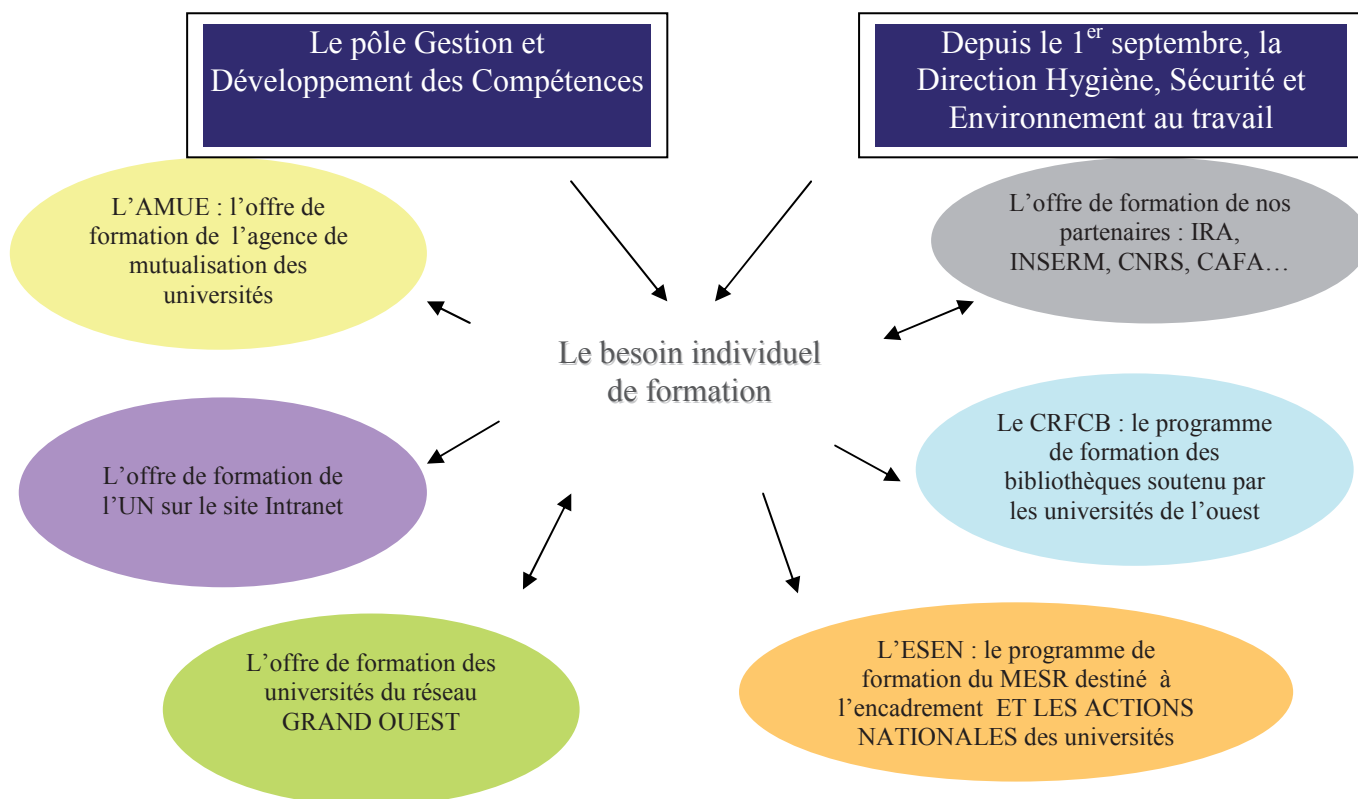 Le pôle Gestion et
Développement des Compétences
Depuis le 1er septembre, la
Direction Hygiène, Sécurité et
Environnement au travail
L’AMUE : l’offre de
formation de l’agence de
mutualisation des
universités
L’offre de formation de nos
partenaires : IRA,
INSERM, CNRS, CAFA…
Le besoin individuel
de formation
L’offre de formation de
l’UN sur le site Intranet
Le CRFCB : le programme
de formation des
bibliothèques soutenu par
les universités de l’ouest
L’offre de formation des
universités du réseau
GRAND OUEST
L’ESEN : le programme de
formation du MESR destiné à
l’encadrement ET LES ACTIONS
NATIONALES des universités